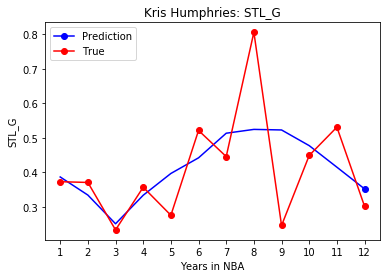 Kris Humphries: STL_G
Prediction
True
STL_G
0.8
0.7
0.6
0.5
0.4
0.3
1 2 3 4 5 6 7 8 9 10 11 12
Years in NBA